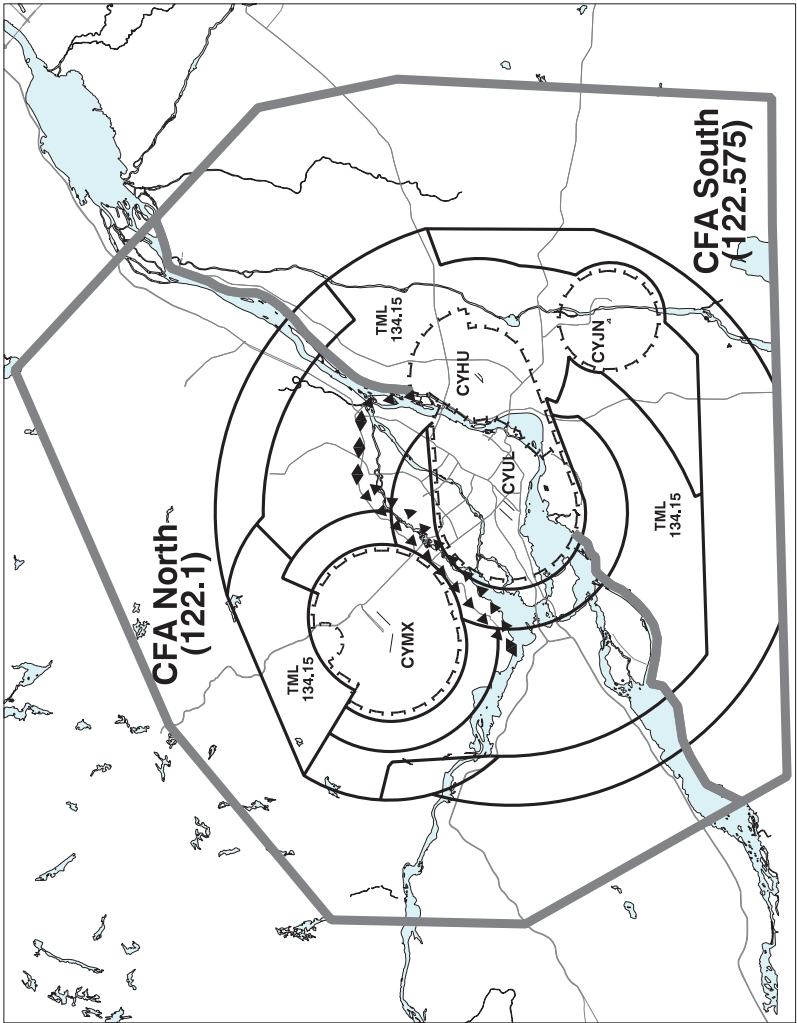 CFA South
(122.575)
TML
134.15
CYJN
CYHU
CYUL
TML
134.15
CFA North
(122.1)
CYMX
TML
134.15